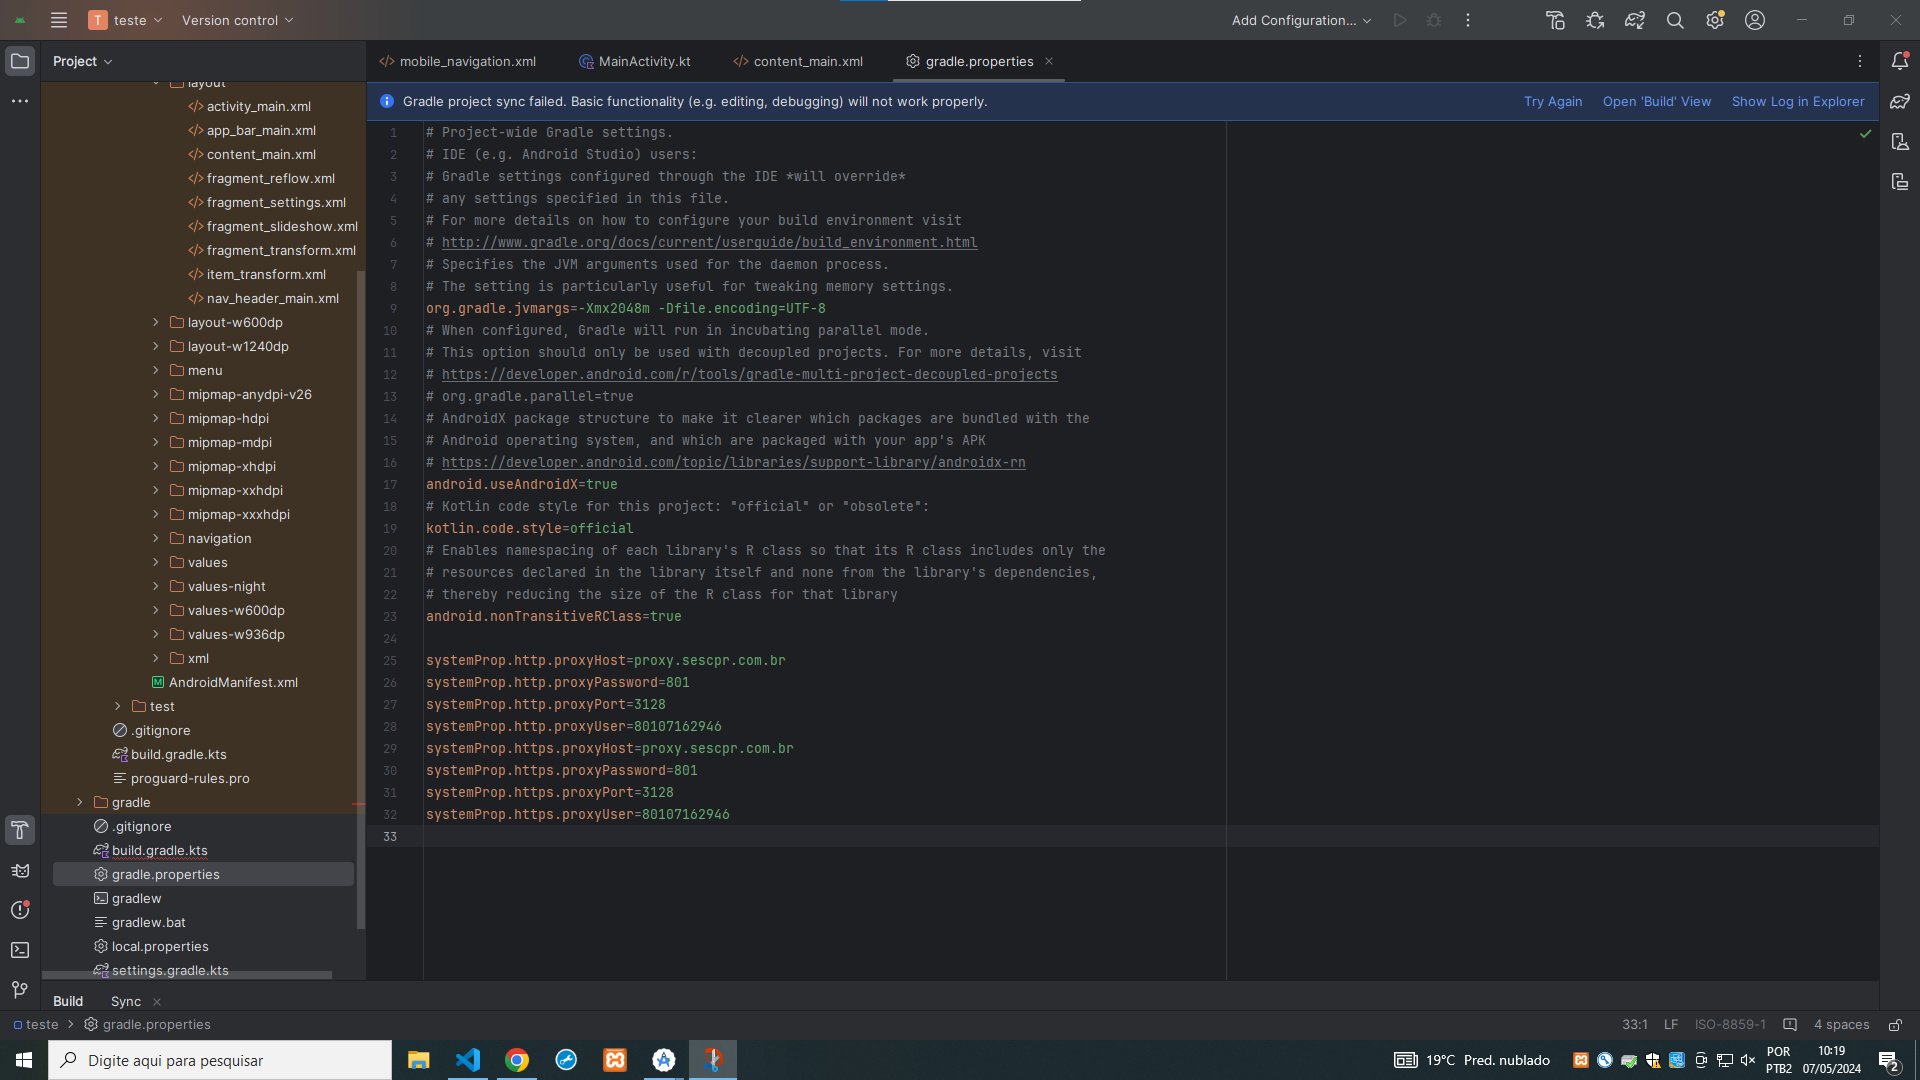 T teste Version control Add Configuration...
Project
mobile_navigation.xml MainActivity.kt content_main.xml gradle.properties
Gradle project sync failed. Basic functionality (e.g. editing, debugging) will not work properly. Try Again Open 'Build' View Show Log in Explorer
layout
activity_main.xml
app_bar_main.xml
content_main.xml
fragment_reflow.xml
fragment_settings.xml
fragment_slideshow.xml
fragment_transform.xml
item_transform.xml
nav_header_main.xml
layout-w600dp
layout-w1240dp
menu
mipmap-anydpi-v26
mipmap-hdpi
mipmap-mdpi
mipmap-xhdpi
mipmap-xxhdpi
mipmap-xxxhdpi
navigation
values
values-night
values-w600dp
values-w936dp
xml
AndroidManifest.xml
test
.gitignore
build.gradle.kts
proguard-rules.pro
gradle
.gitignore
build.gradle.kts
gradle.properties
gradlew
gradlew.bat
local.properties
settings.gradle.kts
1 # Project-wide Gradle settings.
2 # IDE (e.g. Android Studio) users:
3 # Gradle settings configured through the IDE *will override*
4 # any settings specified in this file.
5 # For more details on how to configure your build environment visit
6 # http://www.gradle.org/docs/current/userguide/build_environment.html
7 # Specifies the JVM arguments used for the daemon process.
8 # The setting is particularly useful for tweaking memory settings.
9 org.gradle.jvmargs=-Xmx2048m -Dfile.encoding=UTF-8
10 # When configured, Gradle will run in incubating parallel mode.
11 # This option should only be used with decoupled projects. For more details, visit
12 # https://developer.android.com/r/tools/gradle-multi-project-decoupled-projects
13 # org.gradle.parallel=true
14 # AndroidX package structure to make it clearer which packages are bundled with the
15 # Android operating system, and which are packaged with your app's APK
16 # https://developer.android.com/topic/libraries/support-library/androidx-rn
17 android.useAndroidX=true
18 # Kotlin code style for this project: "official" or "obsolete":
19 kotlin.code.style=official
20 # Enables namespacing of each library's R class so that its R class includes only the
21 # resources declared in the library itself and none from the library's dependencies,
22 # thereby reducing the size of the R class for that library
23 android.nonTransitiveRClass=true
24
25 systemProp.http.proxyHost=proxy.sescpr.com.br
26 systemProp.http.proxyPassword=801
27 systemProp.http.proxyPort=3128
28 systemProp.http.proxyUser=80107162946
29 systemProp.https.proxyHost=proxy.sescpr.com.br
30 systemProp.https.proxyPassword=801
31 systemProp.https.proxyPort=3128
32 systemProp.https.proxyUser=80107162946
33
Build Sync
teste gradle.properties 33:1 LF ISO-8859-1 4 spaces
Digite aqui para pesquisar 19°C Pred. nublado
POR
PTB2
10:19
07/05/2024
2